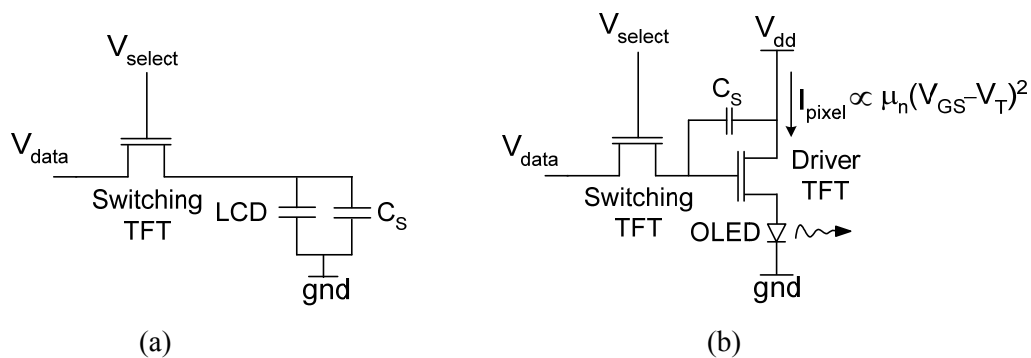 V_select
V_data
Switching
TFT
LCD
C_S
gnd
(a)
V_select
V_dd
C_S
I_pixel ∝ μ_n(V_GS–V_T)²
V_data
Switching
TFT
Driver
TFT
OLED
gnd
(b)